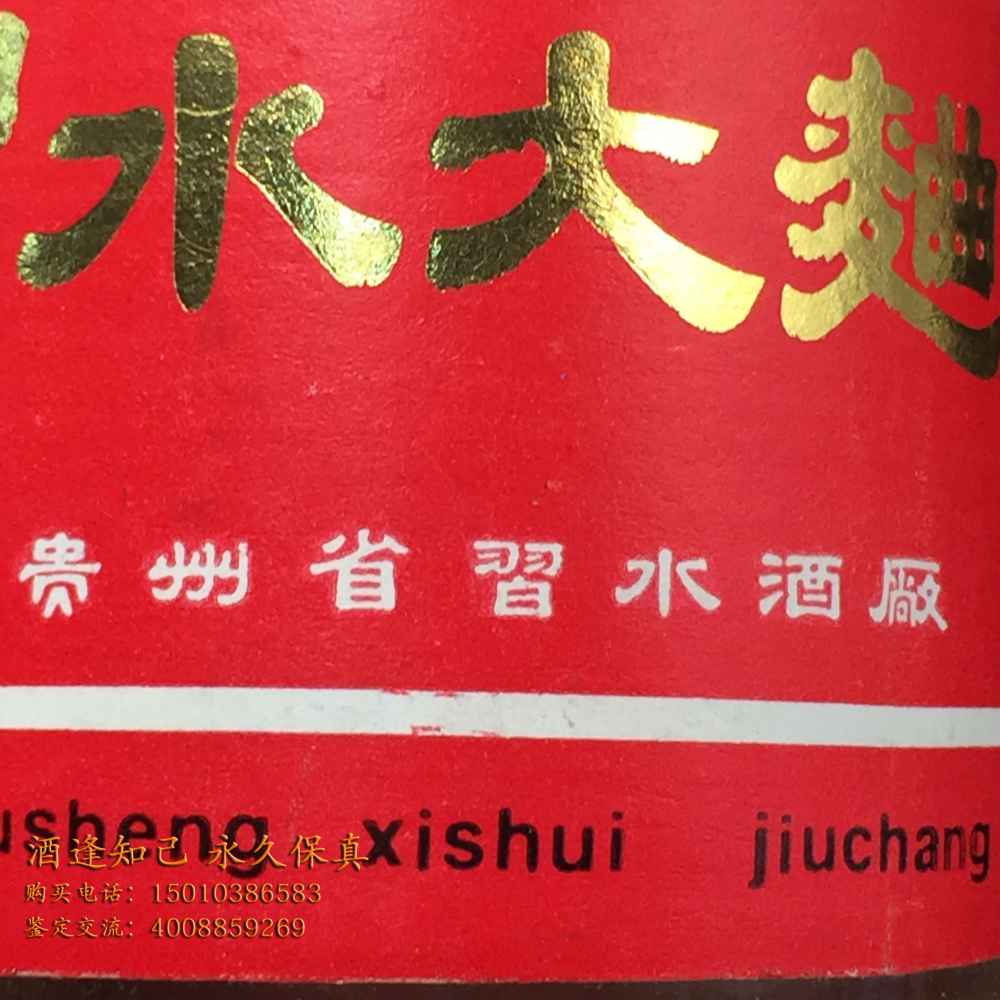 水大麯
贵州省習水酒廠
usheng xishui jiuchang
酒逢知己 永久保真
购买电话：15010386583
鉴定交流：4008859269